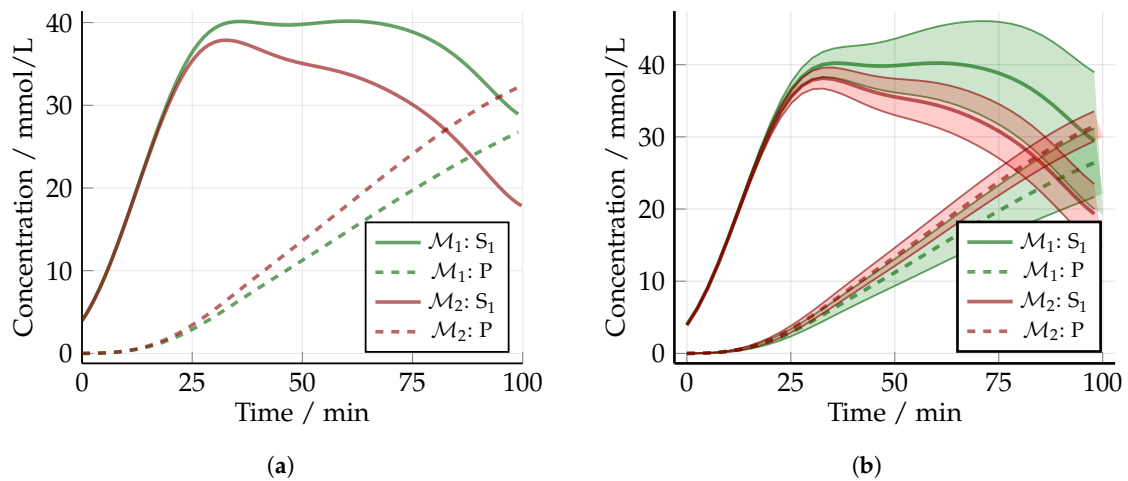 Concentration / mmol/L
40
30
20
10
0
0 25 50 75 100
Time / min
ℳ₁: S₁
ℳ₁: P
ℳ₂: S₁
ℳ₂: P
(a)
Concentration / mmol/L
40
30
20
10
0
0 25 50 75 100
Time / min
ℳ₁: S₁
ℳ₁: P
ℳ₂: S₁
ℳ₂: P
(b)